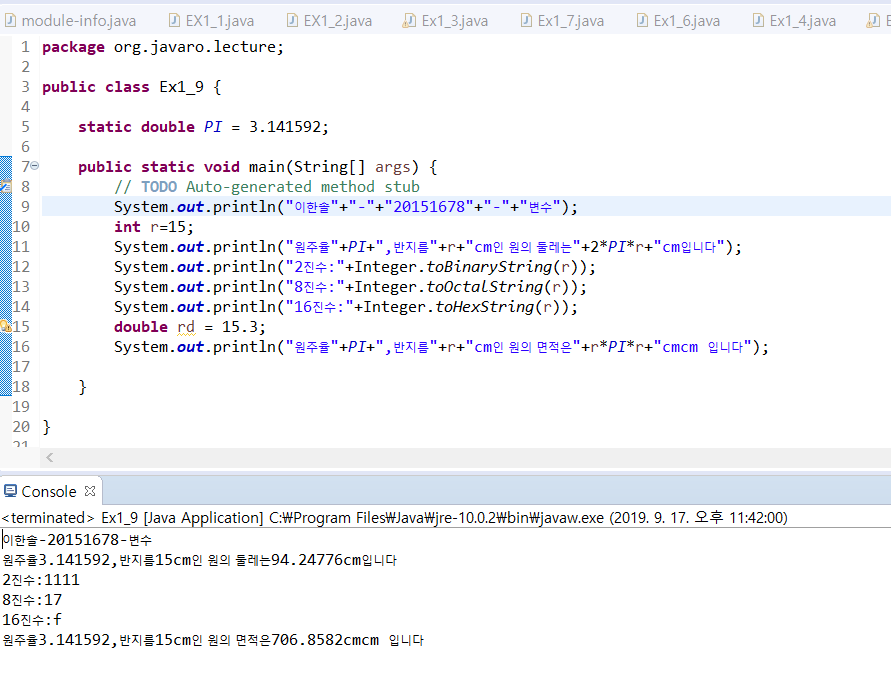 module-info.java EX1_1.java EX1_2.java Ex1_3.java Ex1_7.java Ex1_6.java Ex1_4.java E
1 package org.javaro.lecture;
2
3 public class Ex1_9 {
4
5 static double PI = 3.141592;
6
7 public static void main(String[] args) {
8 // TODO Auto-generated method stub
9 System.out.println("이한솔"+"-"+"20151678"+"-"+"변수");
10 int r=15;
11 System.out.println("원주율"+PI+",반지름"+r+"cm인 원의 둘레는"+2*PI*r+"cm입니다");
12 System.out.println("2진수:"+Integer.toBinaryString(r));
13 System.out.println("8진수:"+Integer.toOctalString(r));
14 System.out.println("16진수:"+Integer.toHexString(r));
15 double rd = 15.3;
16 System.out.println("원주율"+PI+",반지름"+r+"cm인 원의 면적은"+r*PI*r+"cmcm 입니다");
17
18 }
19
20 }
21
Console
<terminated> Ex1_9 [Java Application] C:₩Program Files₩Java₩jre-10.0.2₩bin₩javaw.exe (2019. 9. 17. 오후 11:42:00)
이한솔-20151678-변수
원주율3.141592,반지름15cm인 원의 둘레는94.24776cm입니다
2진수:1111
8진수:17
16진수:f
원주율3.141592,반지름15cm인 원의 면적은706.8582cmcm 입니다